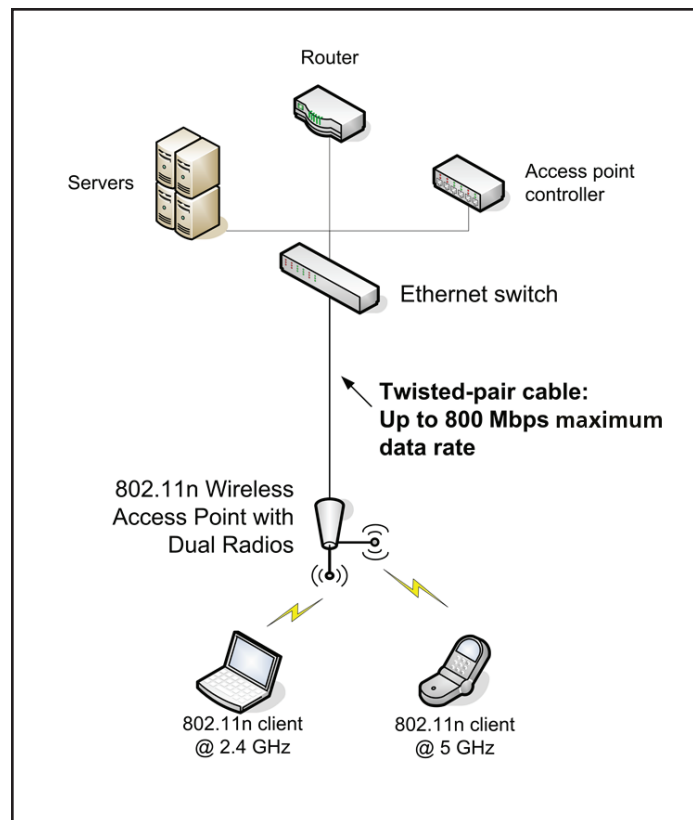 Router
Servers
Access point
controller
Ethernet switch
Twisted-pair cable:
Up to 800 Mbps maximum
data rate
802.11n Wireless
Access Point with
Dual Radios
802.11n client
@ 2.4 GHz
802.11n client
@ 5 GHz